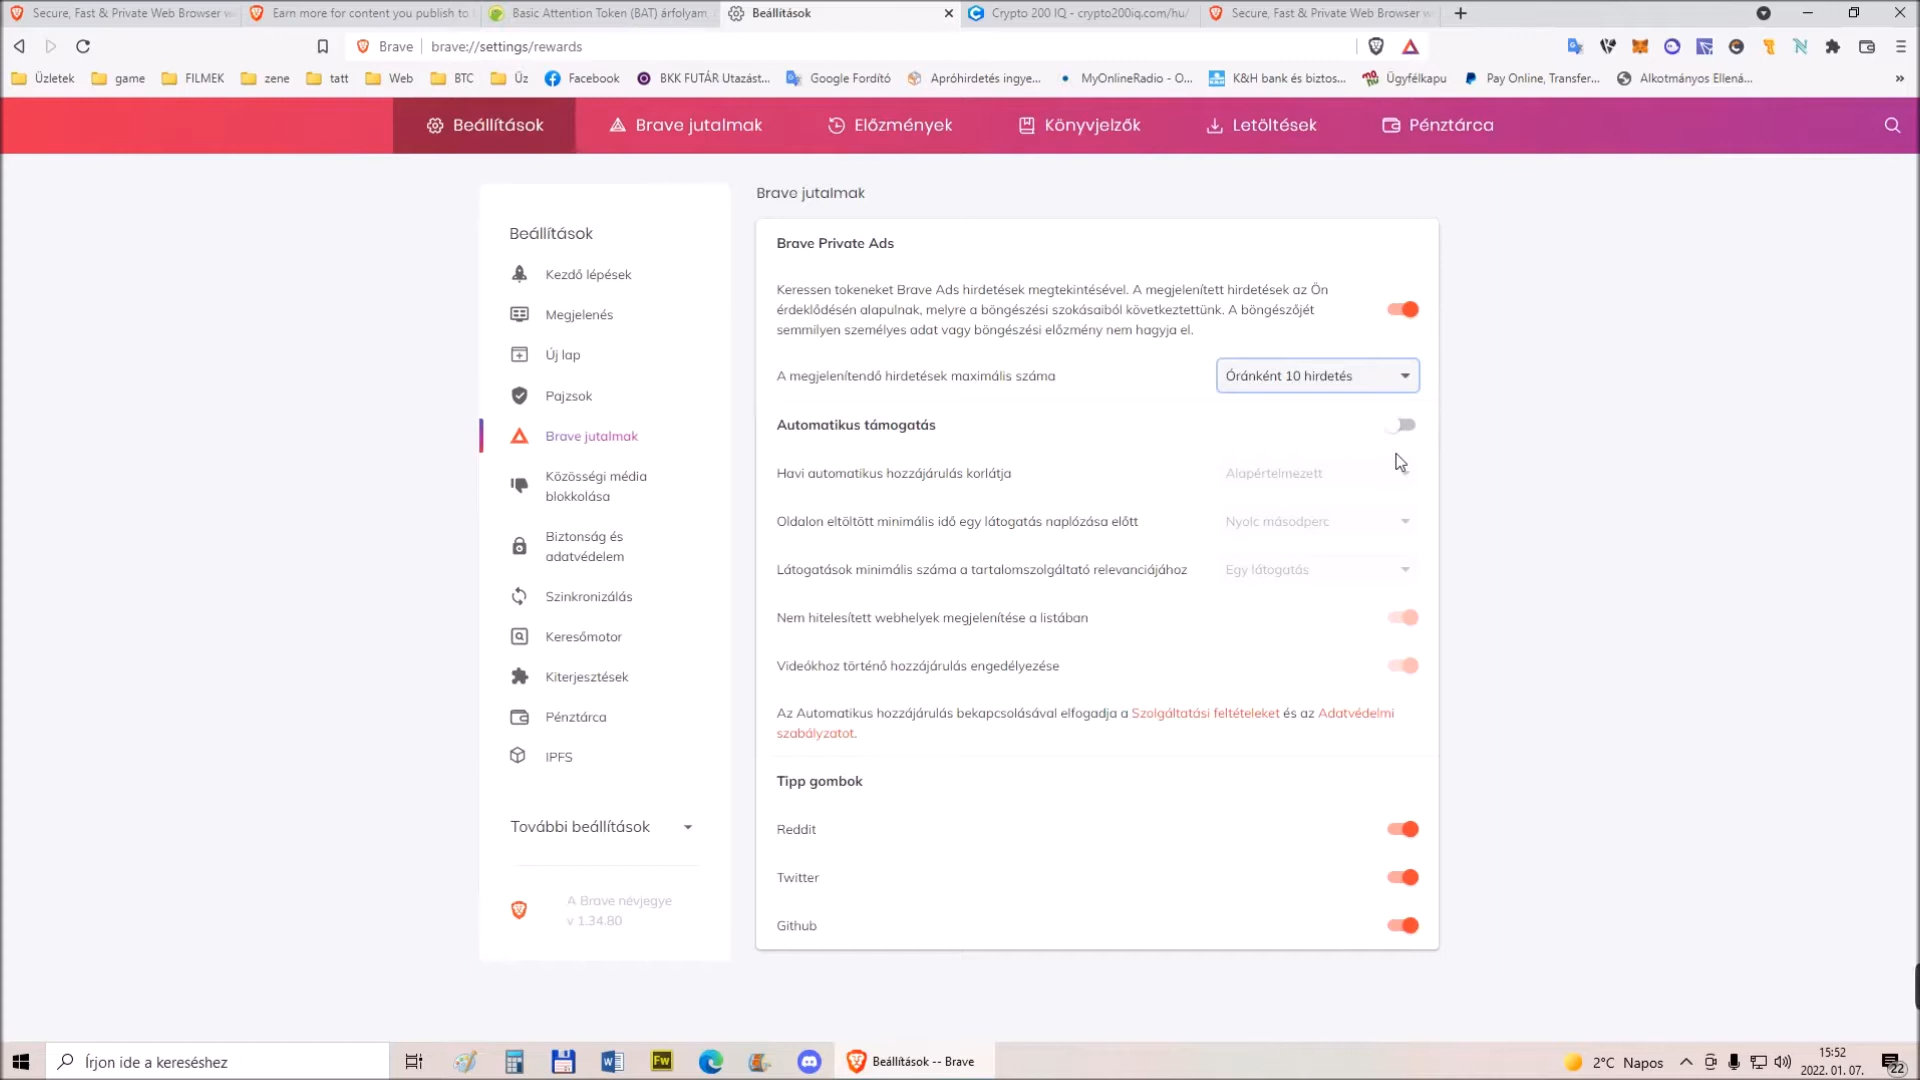 Secure, Fast & Private Web Browser w
Earn more for content you publish to t
Basic Attention Token (BAT) árfolyam,
Beállítások
Crypto 200 IQ - crypto200iq.com/hu/
Secure, Fast & Private Web Browser w
Brave
brave://settings/rewards
Üzletek
game
FILMEK
zene
tatt
Web
BTC
Üz
Facebook
BKK FUTÁR Utazást...
Google Fordító
Apróhirdetés ingye...
MyOnlineRadio - O...
K&H bank és biztos...
Ügyfélkapu
Pay Online, Transfer...
Alkotmányos Ellená...
Beállítások
Brave jutalmak
Előzmények
Könyvjelzők
Letöltések
Pénztárca
Beállítások
Kezdő lépések
Megjelenés
Új lap
Pajzsok
Brave jutalmak
Közösségi média
blokkolása
Biztonság és
adatvédelem
Szinkronizálás
Keresőmotor
Kiterjesztések
Pénztárca
IPFS
További beállítások
A Brave névjegye
v 1.34.80
Brave jutalmak
Brave Private Ads
Keressen tokeneket Brave Ads hirdetések megtekintésével. A megjelenített hirdetések az Ön
érdeklődésén alapulnak, melyre a böngészési szokásaiból következtettünk. A böngészőjét
semmilyen személyes adat vagy böngészési előzmény nem hagyja el.
A megjelenítendő hirdetések maximális száma
Óránként 10 hirdetés
Automatikus támogatás
Havi automatikus hozzájárulás korlátja
Alapértelmezett
Oldalon eltöltött minimális idő egy látogatás naplózása előtt
Nyolc másodperc
Látogatások minimális száma a tartalomszolgáltató relevanciájához
Egy látogatás
Nem hitelesített webhelyek megjelenítése a listában
Videókhoz történő hozzájárulás engedélyezése
Az Automatikus hozzájárulás bekapcsolásával elfogadja a Szolgáltatási feltételeket és az Adatvédelmi
szabályzatot.
Tipp gombok
Reddit
Twitter
Github
Írjon ide a kereséshez
Fw
Beállítások -- Brave
2°C Napos
15:52
2022. 01. 07.
22